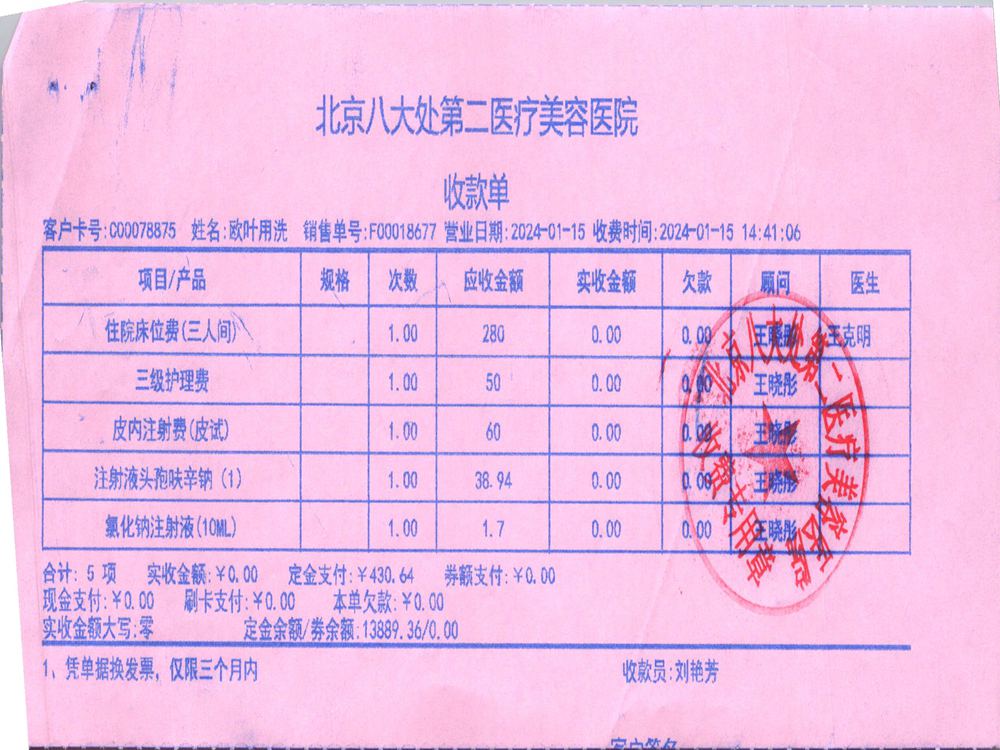 北京八大处第二医疗美容医院
收款单
客户卡号:C00078875 姓名:欧叶用洗 销售单号:F00018677 营业日期:2024-01-15 收费时间:2024-01-15 14:41:06
项目/产品 规格 次数 应收金额 实收金额 欠款 顾问 医生
住院床位费(三人间) 1.00 280 0.00 0.00 王晓彤 王克明
三级护理费 1.00 50 0.00 0.00 王晓彤
皮内注射费(皮试) 1.00 60 0.00 0.00 王晓彤
注射液头孢呋辛钠 (1) 1.00 38.94 0.00 0.00 王晓彤
氯化钠注射液(10ML) 1.00 1.7 0.00 0.00 王晓彤
北京八大处第二医疗美容医院
收费专用章
合计: 5 项 实收金额:¥0.00 定金支付:¥430.64 券额支付:¥0.00
现金支付:¥0.00 刷卡支付:¥0.00 本单欠款:¥0.00
实收金额大写:零 定金余额/券余额:13889.36/0.00
1、凭单据换发票，仅限三个月内 收款员:刘艳芳
客户签名